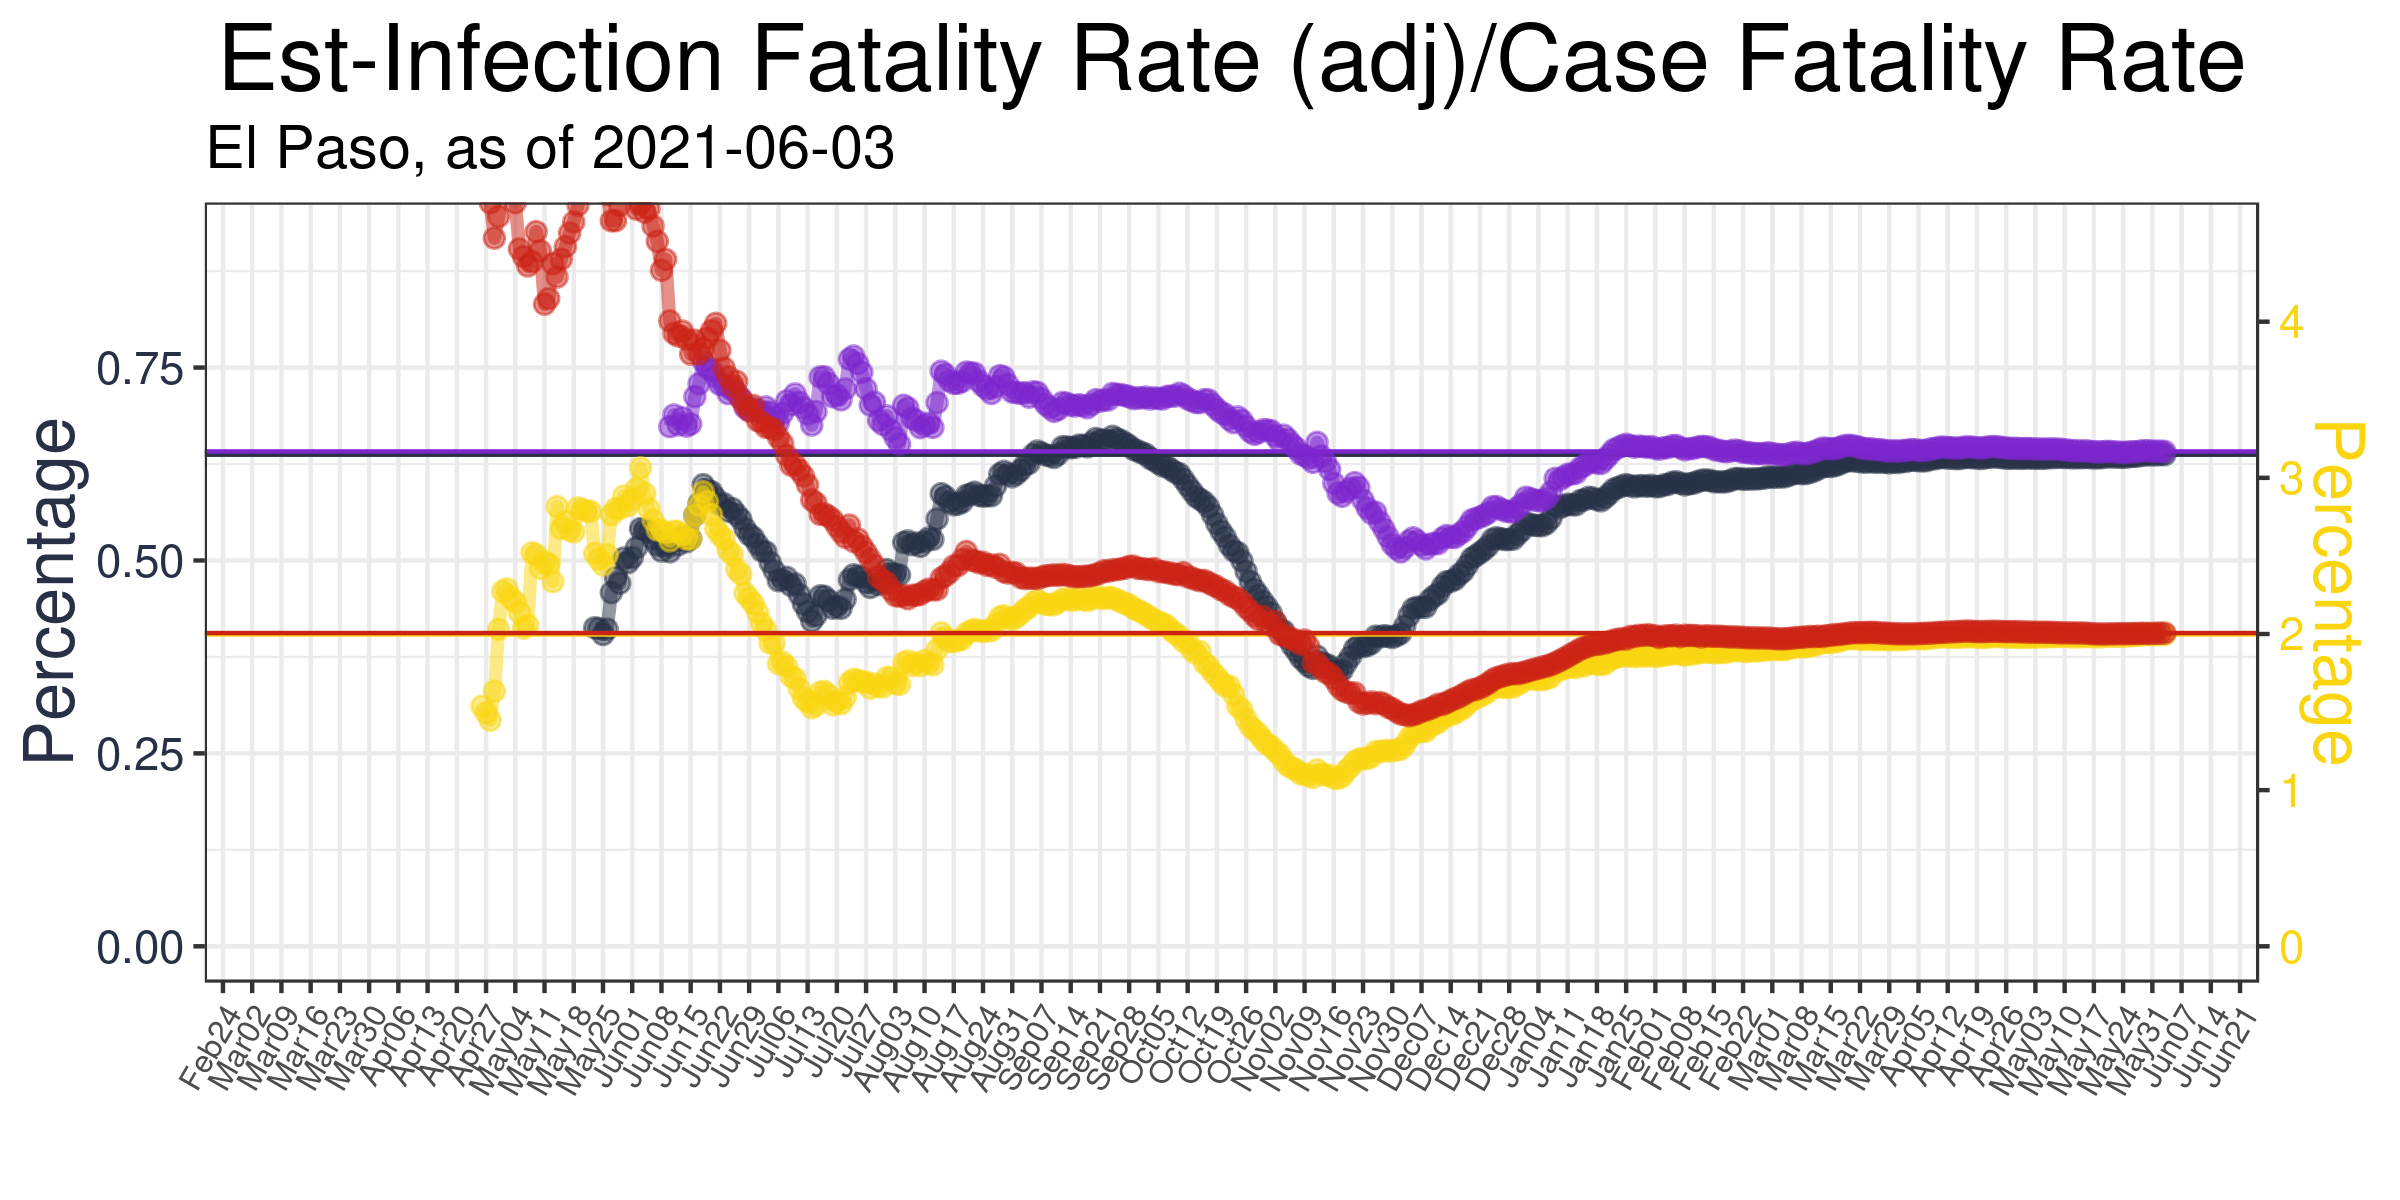 Est-Infection Fatality Rate (adj)/Case Fatality Rate
El Paso, as of 2021-06-03
Percentage
0.75
0.50
0.25
0.00
4
3
2
1
0
Percentage
Feb24
Mar02
Mar09
Mar16
Mar23
Mar30
Apr06
Apr13
Apr20
Apr27
May04
May11
May18
May25
Jun01
Jun08
Jun15
Jun22
Jun29
Jul06
Jul13
Jul20
Jul27
Aug03
Aug10
Aug17
Aug24
Aug31
Sep07
Sep14
Sep21
Sep28
Oct05
Oct12
Oct19
Oct26
Nov02
Nov09
Nov16
Nov23
Nov30
Dec07
Dec14
Dec21
Dec28
Jan04
Jan11
Jan18
Jan25
Feb01
Feb08
Feb15
Feb22
Mar01
Mar08
Mar15
Mar22
Mar29
Apr05
Apr12
Apr19
Apr26
May03
May10
May17
May24
May31
Jun07
Jun14
Jun21